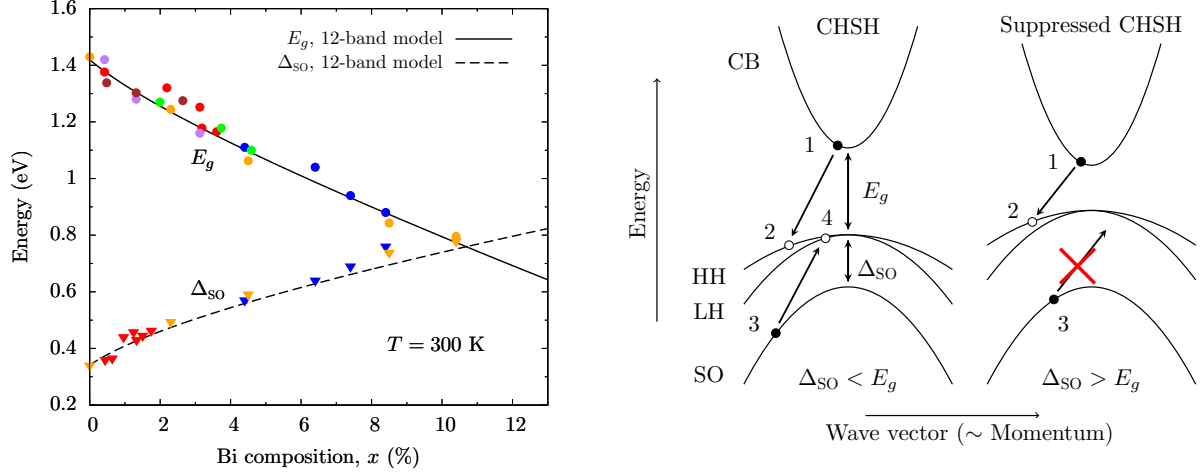 1.6
1.4
1.2
1
0.8
0.6
0.4
0.2
Energy (eV)
E_g, 12-band model
Δ_SO, 12-band model
E_g
Δ_SO
T = 300 K
0 2 4 6 8 10 12
Bi composition, x (%)
CHSH
Suppressed CHSH
CB
Energy
1
E_g
2
4
Δ_SO
HH
LH
3
SO
Δ_SO < E_g
1
2
3
Δ_SO > E_g
Wave vector (∼ Momentum)